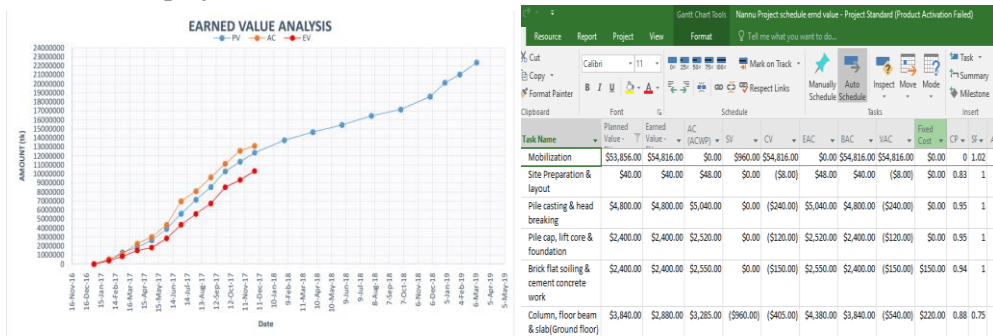 EARNED VALUE ANALYSIS
PV AC EV
AMOUNT (tk)
24000000
23000000
22000000
21000000
20000000
19000000
18000000
17000000
16000000
15000000
14000000
13000000
12000000
11000000
10000000
9000000
8000000
7000000
6000000
5000000
4000000
3000000
2000000
1000000
0
16-Nov-16
16-Dec-16
15-Jan-17
14-Feb-17
16-Mar-17
15-Apr-17
15-May-17
14-Jun-17
14-Jul-17
13-Aug-17
12-Sep-17
12-Oct-17
11-Nov-17
11-Dec-17
10-Jan-18
9-Feb-18
11-Mar-18
10-Apr-18
10-May-18
9-Jun-18
9-Jul-18
8-Aug-18
7-Sep-18
7-Oct-18
6-Nov-18
6-Dec-18
5-Jan-19
4-Feb-19
6-Mar-19
5-Apr-19
5-May-19
Date
Gantt Chart Tools Nannu Project schedule ernd value - Project Standard (Product Activation Failed)
Resource Report Project View Format Tell me what you want to do...
Cut
Copy
Format Painter
Clipboard
Calibri 11
B I U A
Font
Mark on Track
Respect Links
Schedule
Manually Schedule
Auto Schedule
Inspect Move Mode
Tasks
Task
Summary
Milestone
Insert
Task Name Planned Value - Earned Value - AC (ACWP) SV CV EAC BAC VAC Fixed Cost
Mobilization $53,856.00 $54,816.00 $0.00 $960.00 $54,816.00 $0.00 $54,816.00 $54,816.00 $0.00 0 1.02
Site Preparation & layout $40.00 $40.00 $48.00 $0.00 ($8.00) $48.00 $40.00 ($8.00) $0.00 0.83 1
Pile casting & head breaking $4,800.00 $4,800.00 $5,040.00 $0.00 ($240.00) $5,040.00 $4,800.00 ($240.00) $0.00 0.95 1
Pile cap, lift core & foundation $2,400.00 $2,400.00 $2,520.00 $0.00 ($120.00) $2,520.00 $2,400.00 ($120.00) $0.00 0.95 1
Brick flat soiling & cement concrete work $2,400.00 $2,400.00 $2,550.00 $0.00 ($150.00) $2,550.00 $2,400.00 ($150.00) $150.00 0.94 1
Column, floor beam & slab(Ground floor) $3,840.00 $2,880.00 $3,285.00 ($960.00) ($405.00) $4,380.00 $3,840.00 ($540.00) $220.00 0.88 0.75